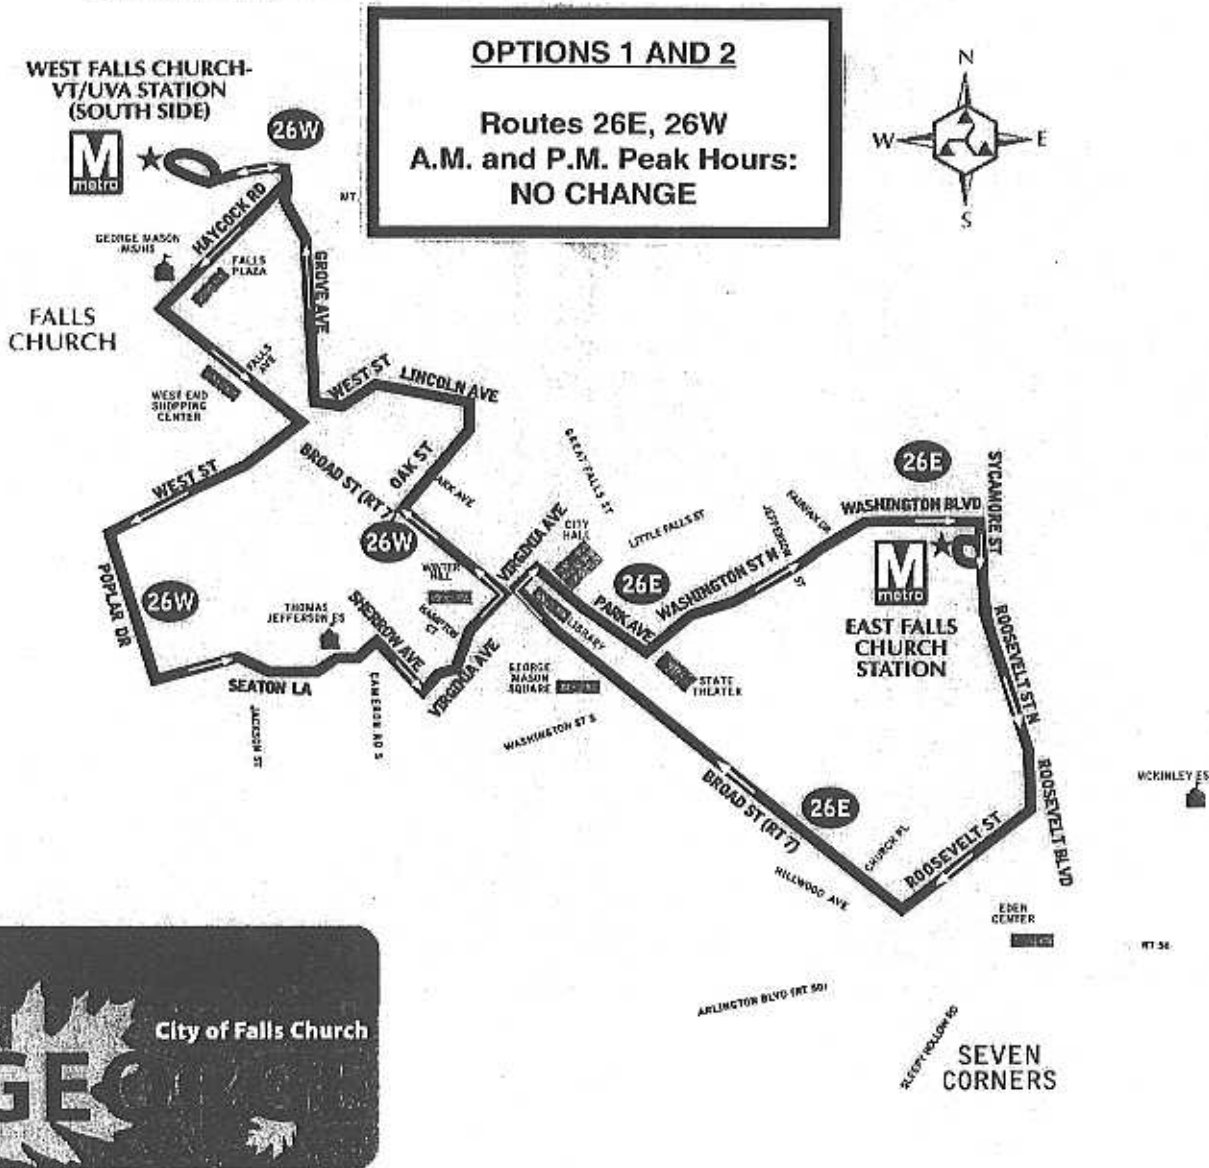 OPTIONS 1 AND 2
Routes 26E, 26W
A.M. and P.M. Peak Hours:
NO CHANGE
WEST FALLS CHURCH-
VT/UVA STATION
(SOUTH SIDE)
M
metro
26W
N
W
E
S
HAYCOCK RD
GEORGE MASON
MS/HS
FALLS
PLAZA
GROVE AVE
FALLS
CHURCH
FALLS
AVE
WEST END
SHOPPING
CENTER
WEST ST
LINCOLN AVE
OAK ST
BROAD ST (RT 7)
WEST ST
26W
GREAT FALLS ST
VIRGINIA AVE
CITY
HALL
LITTLE FALLS ST
JEFFERSON ST
FAIRFAX DR
26E
WASHINGTON BLVD
SYCAMORE ST
M
metro
EAST FALLS
CHURCH
STATION
26E
WASHINGTON ST N
PARK AVE
LIBRARY
STATE
THEATER
WINTER
HILL
HAMPTON
CT
POPLAR DR
26W
THOMAS
JEFFERSON ES
SHERROW AVE
VIRGINIA AVE
SEATON LA
JACKSON ST
CAMERON RD S
GEORGE
MASON
SQUARE
WASHINGTON ST S
ROOSEVELT ST N
ROOSEVELT BLVD
MCKINLEY ES
BROAD ST (RT 7)
26E
CHURCH PL
ROOSEVELT ST
HILLWOOD AVE
EDEN
CENTER
ARLINGTON BLVD (RT 50)
SLEEPY HOLLOW RD
SEVEN
CORNERS
City of Falls Church
GEORGE